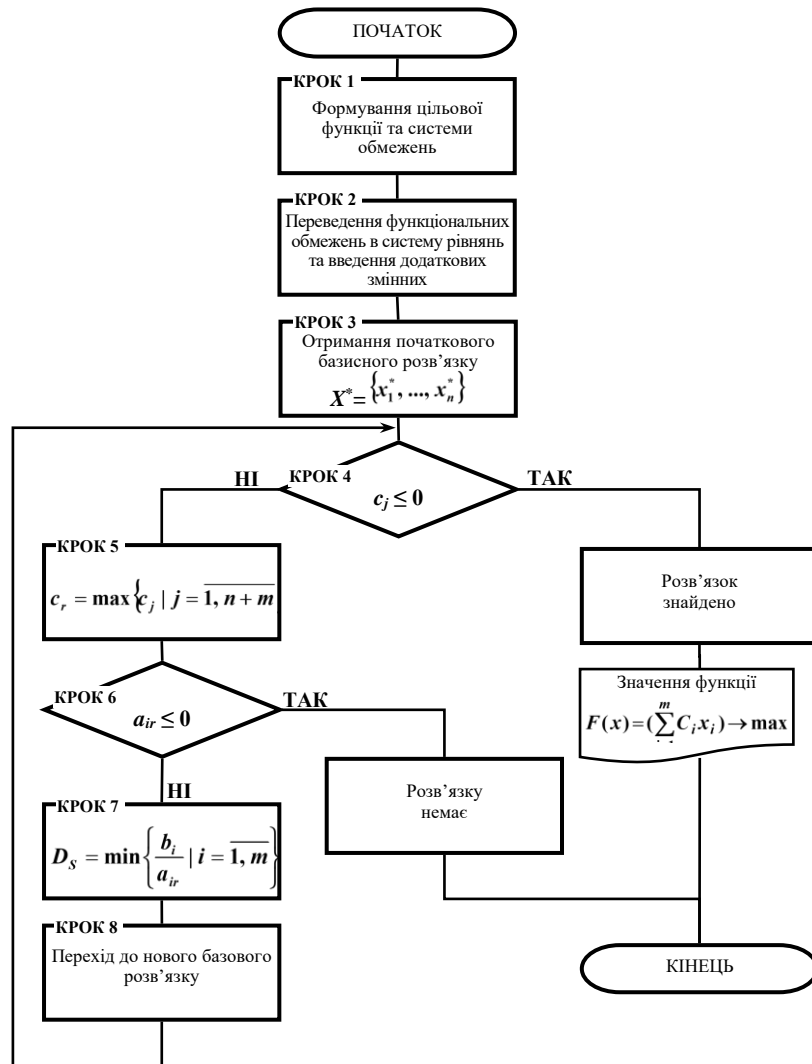 ПОЧАТОК
КРОК 1
Формування цільової
функції та системи
обмежень
КРОК 2
Переведення функціональних
обмежень в систему рівнянь
та введення додаткових
змінних
КРОК 3
Отримання початкового
базисного розв’язку
X* = {x₁*, ..., xₙ*}
КРОК 4
НІ
ТАК
cⱼ ≤ 0
КРОК 5
cᵣ = max{cⱼ | j = 1, n + m
Розв’язок
знайдено
КРОК 6
ТАК
aᵢᵣ ≤ 0
Значення функції
F(x) = (∑ᵐ Cᵢxᵢ) → max
НІ
КРОК 7
D_S = min{bᵢ/aᵢᵣ | i = 1, m}
Розв’язку
немає
КРОК 8
Перехід до нового базового
розв’язку
КІНЕЦЬ